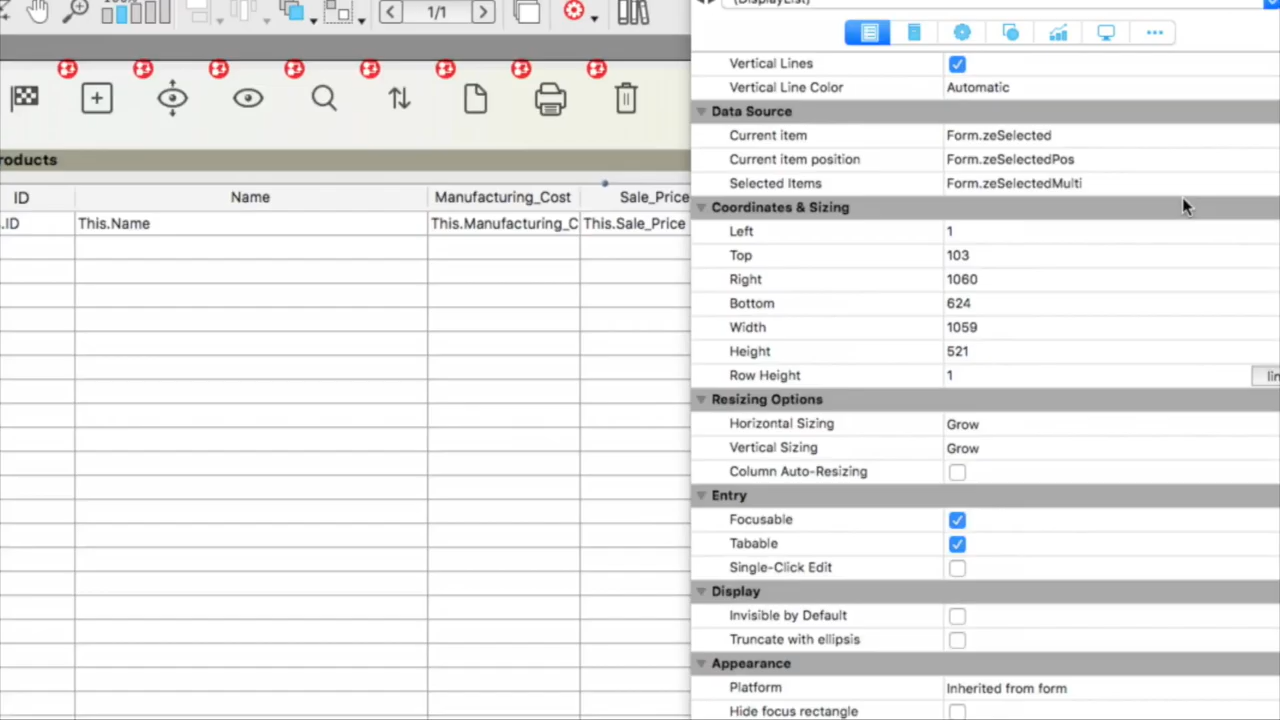 100%
1/1
(DisplayList)
roducts
ID Name Manufacturing_Cost Sale_Price
.ID This.Name This.Manufacturing_C This.Sale_Price
Vertical Lines
Vertical Line Color Automatic
Data Source
Current item Form.zeSelected
Current item position Form.zeSelectedPos
Selected Items Form.zeSelectedMulti
Coordinates & Sizing
Left 1
Top 103
Right 1060
Bottom 624
Width 1059
Height 521
Row Height 1 lin
Resizing Options
Horizontal Sizing Grow
Vertical Sizing Grow
Column Auto-Resizing
Entry
Focusable
Tabable
Single-Click Edit
Display
Invisible by Default
Truncate with ellipsis
Appearance
Platform Inherited from form
Hide focus rectangle